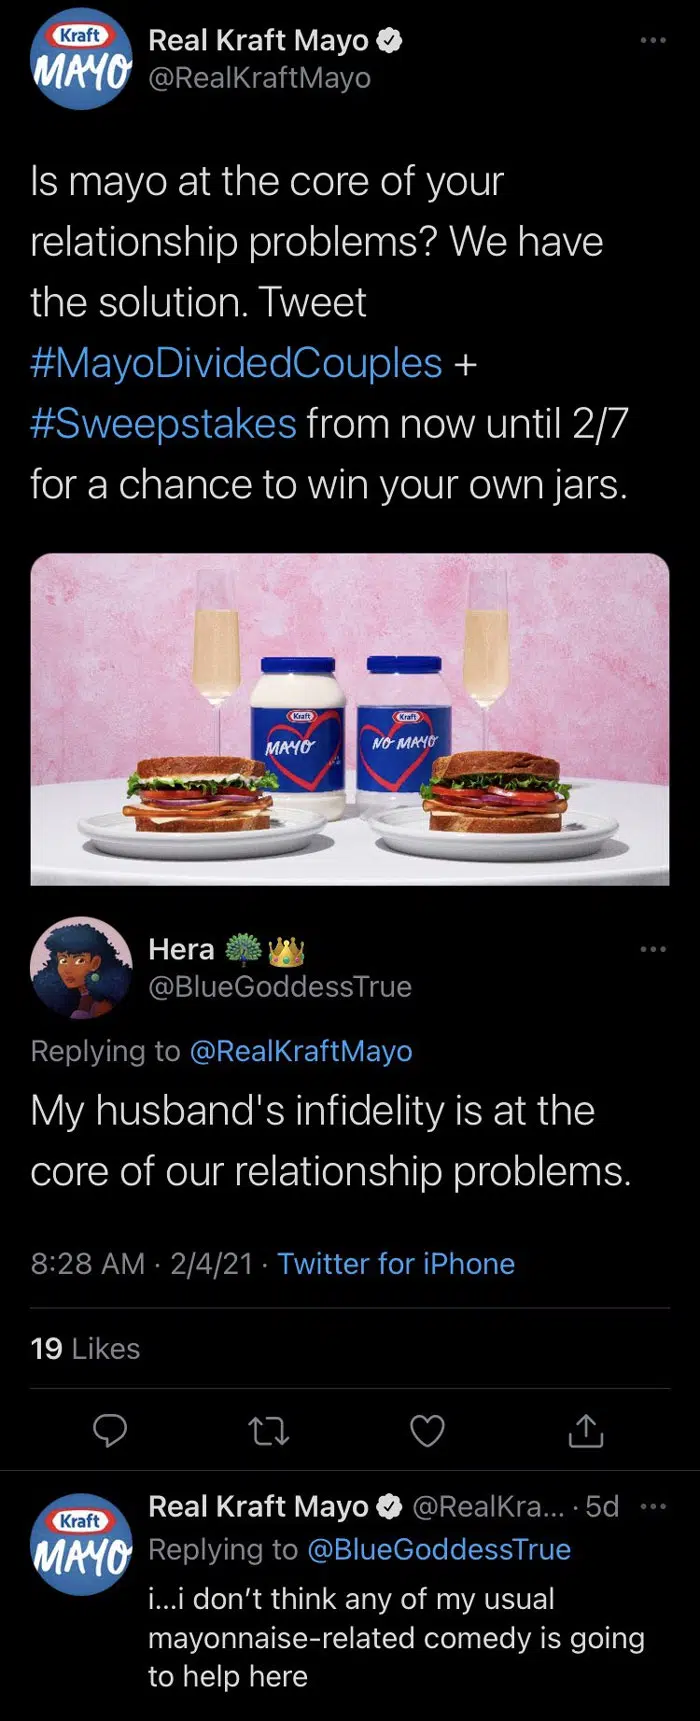 Kraft
MAYO
Real Kraft Mayo
@RealKraftMayo
Is mayo at the core of your
relationship problems? We have
the solution. Tweet
#MayoDividedCouples +
#Sweepstakes from now until 2/7
for a chance to win your own jars.
Kraft
MAYO
Kraft
NO MAYO
Hera
@BlueGoddessTrue
Replying to @RealKraftMayo
My husband's infidelity is at the
core of our relationship problems.
8:28 AM · 2/4/21 · Twitter for iPhone
19 Likes
Kraft
MAYO
Real Kraft Mayo @RealKra... · 5d
Replying to @BlueGoddessTrue
i...i don’t think any of my usual
mayonnaise-related comedy is going
to help here